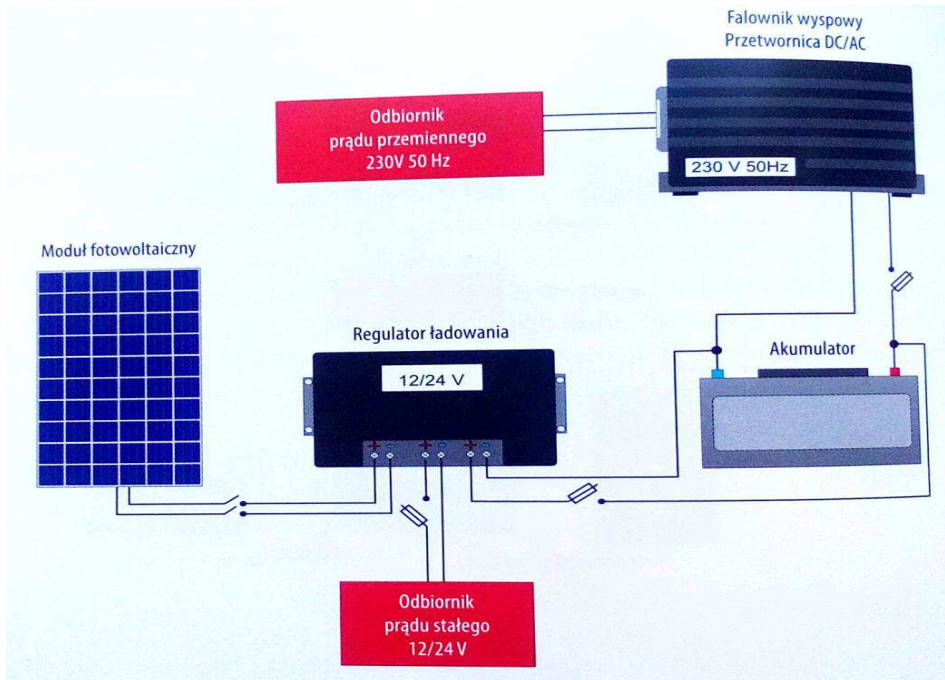 Falownik wyspowy
Przetwornica DC/AC
Odbiornik
prądu przemiennego
230V 50 Hz
230 V 50Hz
Moduł fotowoltaiczny
Regulator ładowania
12/24 V
Akumulator
+ - + - + -
Odbiornik
prądu stałego
12/24 V